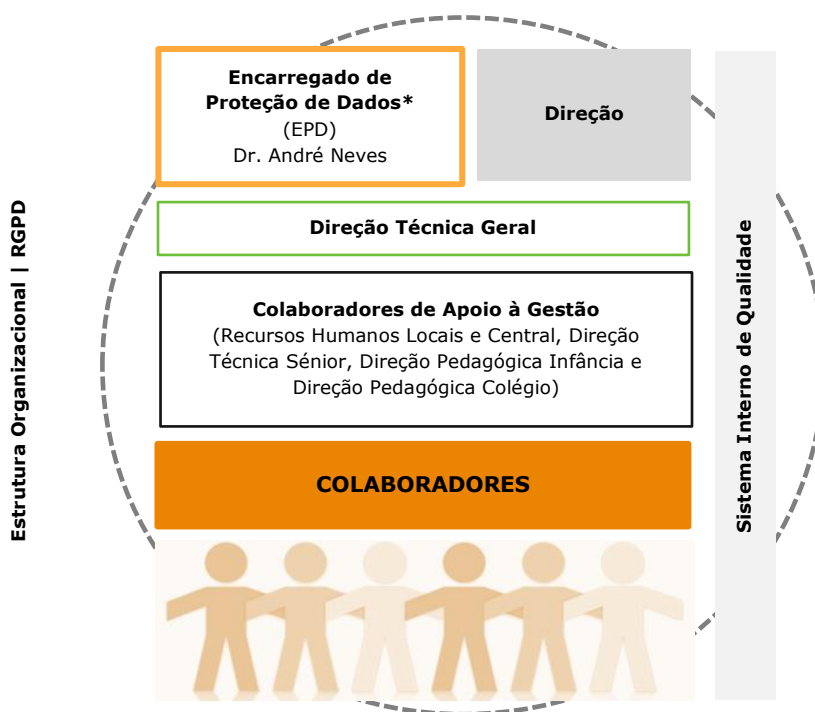 Estrutura Organizacional | RGPD
Encarregado de
Proteção de Dados*
(EPD)
Dr. André Neves
Direção
Direção Técnica Geral
Colaboradores de Apoio à Gestão
(Recursos Humanos Locais e Central, Direção
Técnica Sénior, Direção Pedagógica Infância e
Direção Pedagógica Colégio)
COLABORADORES
Sistema Interno de Qualidade